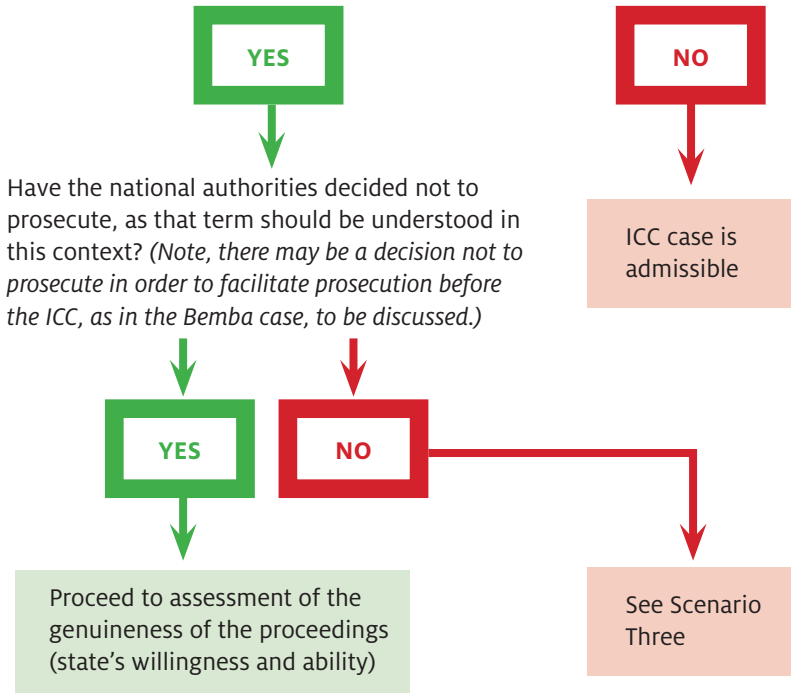 YES
NO
Have the national authorities decided not to
prosecute, as that term should be understood in
this context? (Note, there may be a decision not to
prosecute in order to facilitate prosecution before
the ICC, as in the Bemba case, to be discussed.)
ICC case is
admissible
YES
NO
Proceed to assessment of the
genuineness of the proceedings
(state’s willingness and ability)
See Scenario
Three